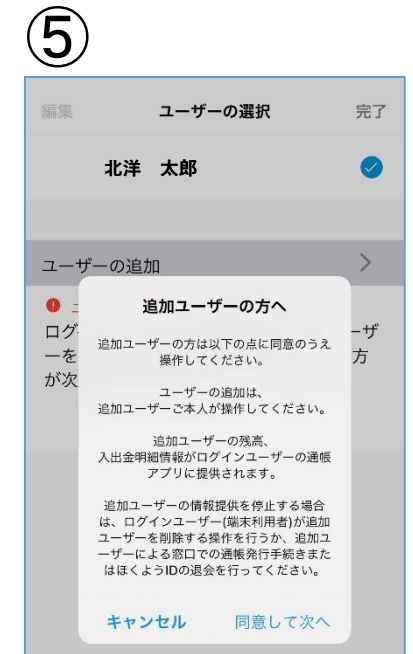 ⑤
編集 ユーザーの選択 完了
北洋 太郎
ユーザーの追加
追加ユーザーの方へ
ログ ーザ
ーを 方
が次
追加ユーザーの方は以下の点に同意のうえ
操作してください。
ユーザーの追加は、
追加ユーザーご本人が操作してください。
追加ユーザーの残高、
入出金明細情報がログインユーザーの通帳
アプリに提供されます。
追加ユーザーの情報提供を停止する場合
は、ログインユーザー(端末利用者)が追加
ユーザーを削除する操作を行うか、追加ユ
ーザーによる窓口での通帳発行手続きまた
はほくようIDの退会を行ってください。
キャンセル 同意して次へ